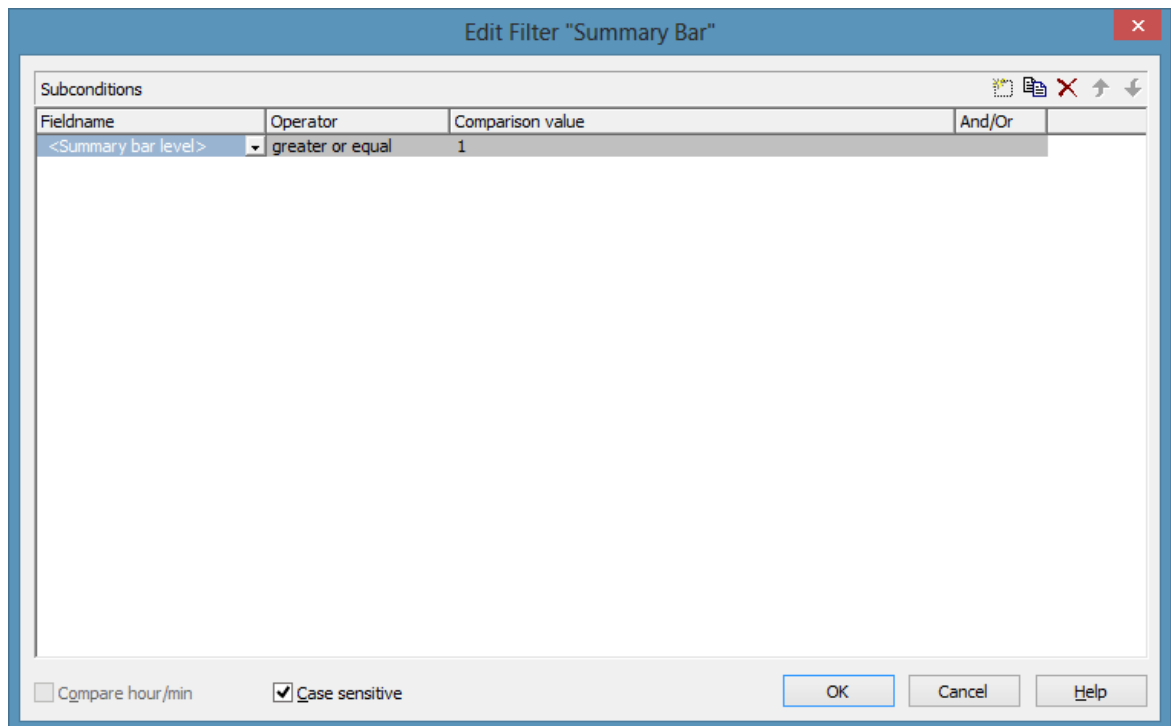 Edit Filter "Summary Bar"
Subconditions
Fieldname Operator Comparison value And/Or
<Summary bar level> greater or equal 1
Compare hour/min Case sensitive OK Cancel Help